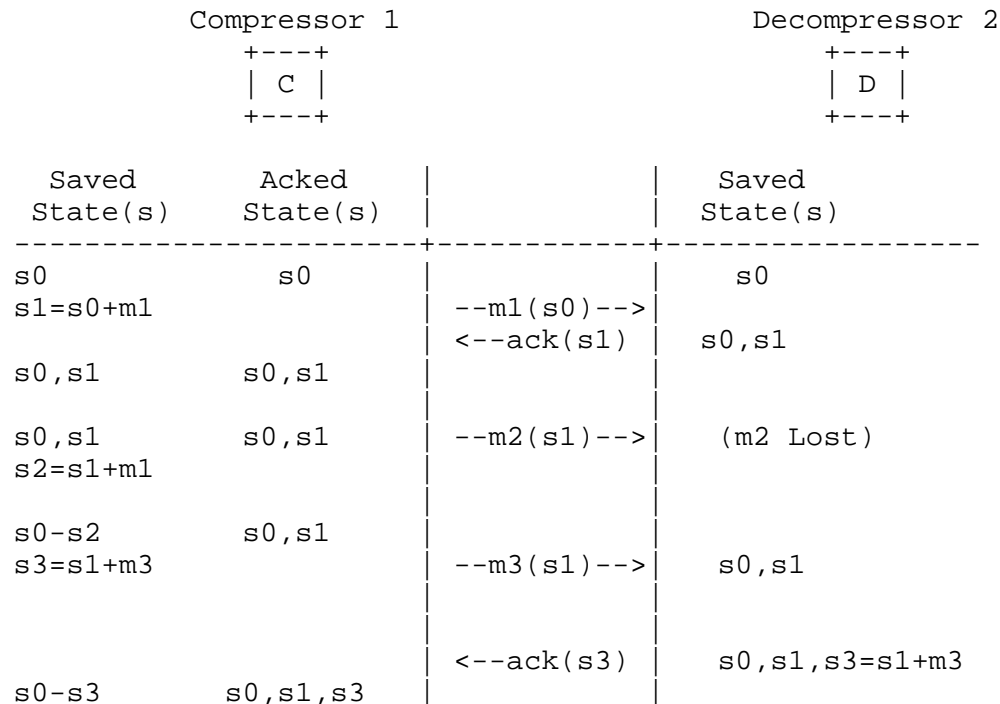 Compressor 1                   Decompressor 2
+---+                            +---+
| C |                            | D |
+---+                            +---+
Saved       Acked      |            |   Saved
State(s)    State(s)   |            |  State(s)
-----------------------+------------+------------------
s0             s0        |            |    s0
s1=s0+m1               | --m1(s0)-->|
| <--ack(s1) |  s0,s1
s0,s1        s0,s1      |            |
|            |
s0,s1        s0,s1      | --m2(s1)-->|   (m2 Lost)
s2=s1+m1               |            |
|            |
s0-s2       s0,s1       |            |
s3=s1+m3               | --m3(s1)-->|   s0,s1
|            |
|            |
| <--ack(s3) |   s0,s1,s3=s1+m3
s0-s3       s0,s1,s3    |            |